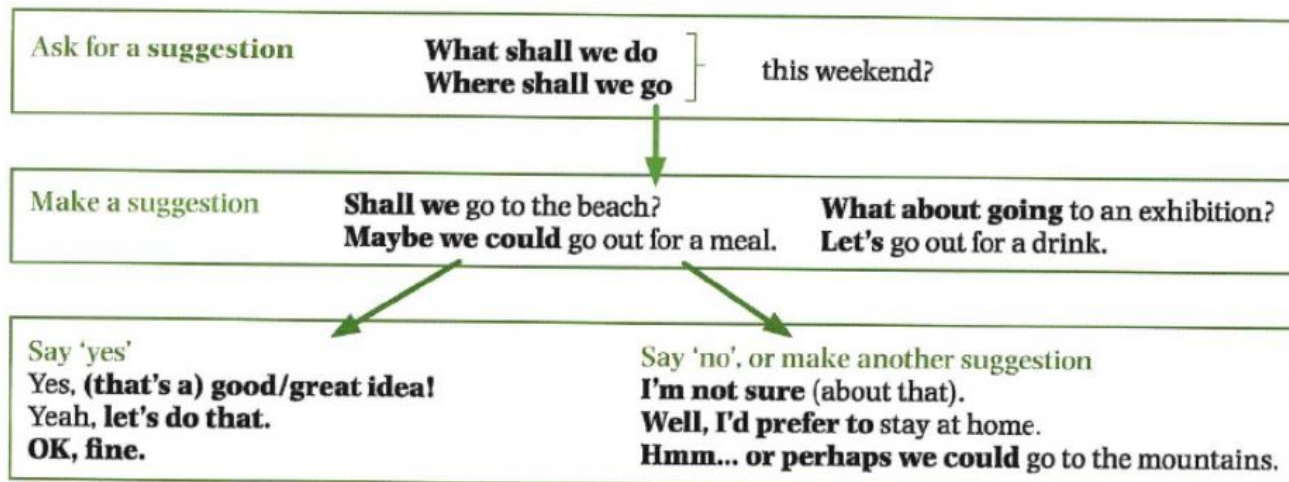 Ask for a suggestion
What shall we do
Where shall we go
this weekend?
Make a suggestion
Shall we go to the beach?
Maybe we could go out for a meal.
What about going to an exhibition?
Let's go out for a drink.
Say 'yes'
Yes, (that's a) good/great idea!
Yeah, let's do that.
OK, fine.
Say 'no', or make another suggestion
I'm not sure (about that).
Well, I'd prefer to stay at home.
Hmm... or perhaps we could go to the mountains.